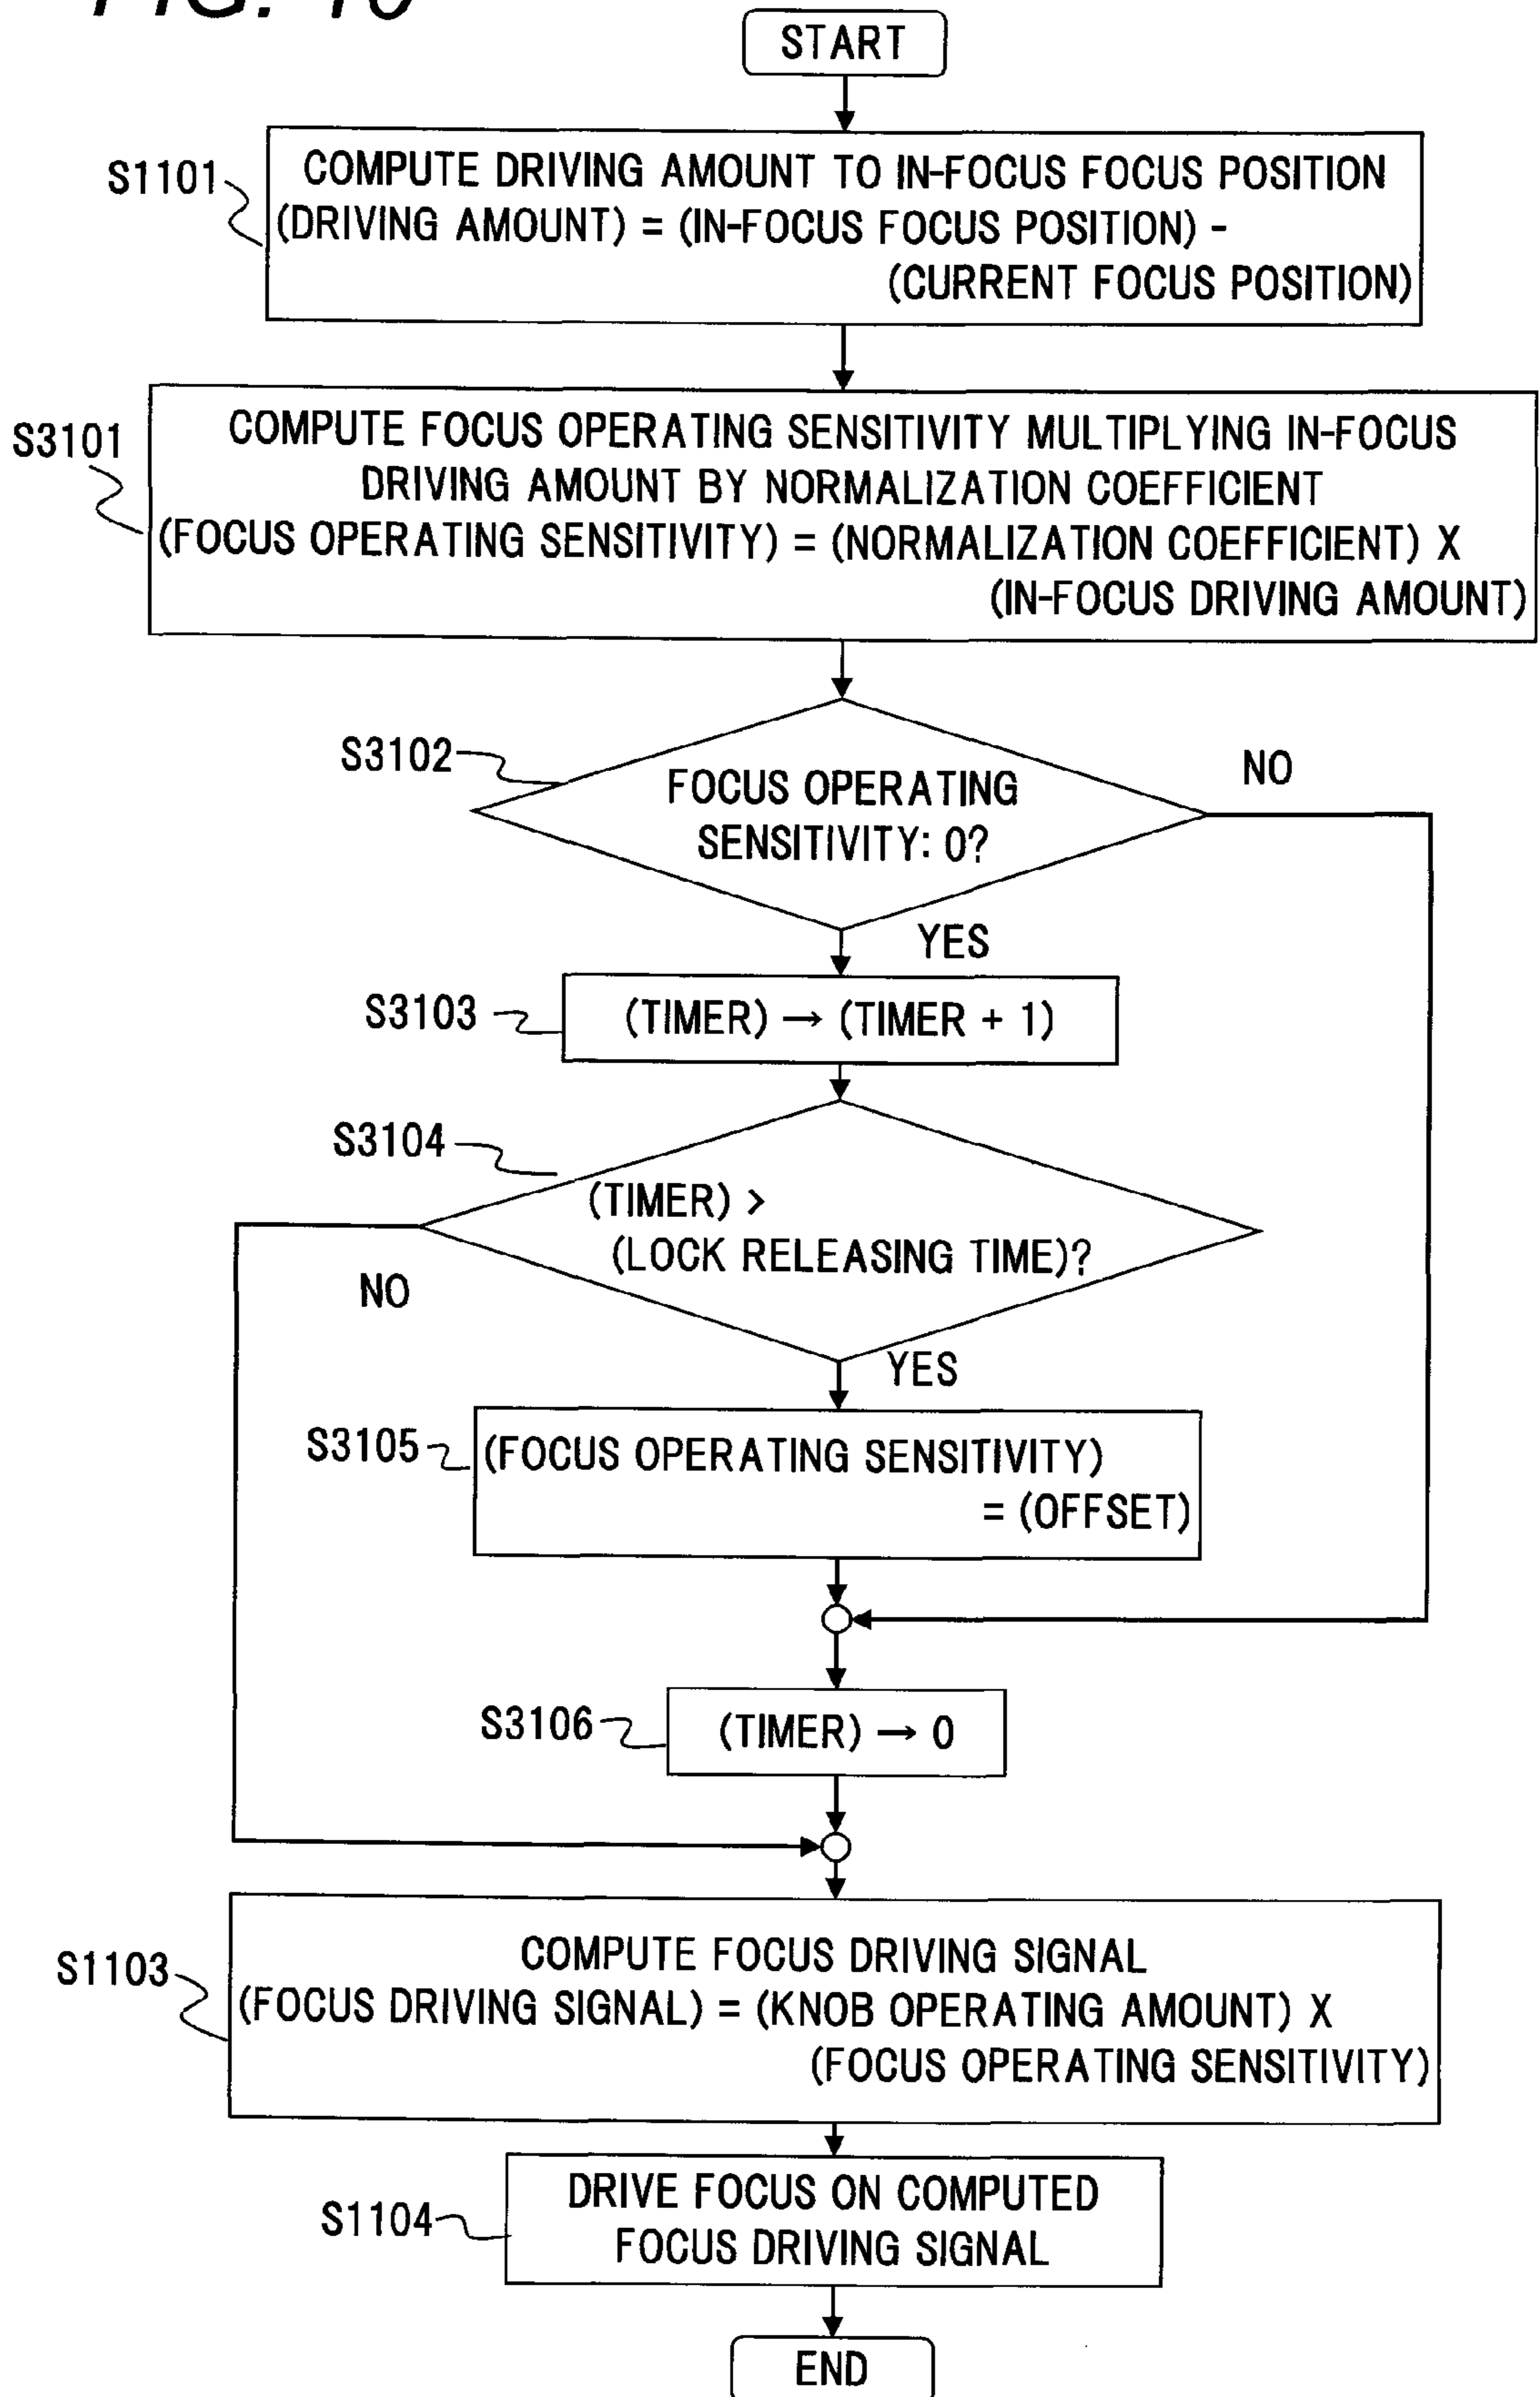 FIG. 10
START
S1101
COMPUTE DRIVING AMOUNT TO IN-FOCUS FOCUS POSITION
(DRIVING AMOUNT) = (IN-FOCUS FOCUS POSITION) -
(CURRENT FOCUS POSITION)
S3101
COMPUTE FOCUS OPERATING SENSITIVITY MULTIPLYING IN-FOCUS
DRIVING AMOUNT BY NORMALIZATION COEFFICIENT
(FOCUS OPERATING SENSITIVITY) = (NORMALIZATION COEFFICIENT) X
(IN-FOCUS DRIVING AMOUNT)
S3102
FOCUS OPERATING
SENSITIVITY: 0?
NO
YES
S3103
(TIMER) → (TIMER + 1)
S3104
(TIMER) >
(LOCK RELEASING TIME)?
NO
YES
S3105
(FOCUS OPERATING SENSITIVITY)
= (OFFSET)
S3106
(TIMER) → 0
S1103
COMPUTE FOCUS DRIVING SIGNAL
(FOCUS DRIVING SIGNAL) = (KNOB OPERATING AMOUNT) X
(FOCUS OPERATING SENSITIVITY)
S1104
DRIVE FOCUS ON COMPUTED
FOCUS DRIVING SIGNAL
END